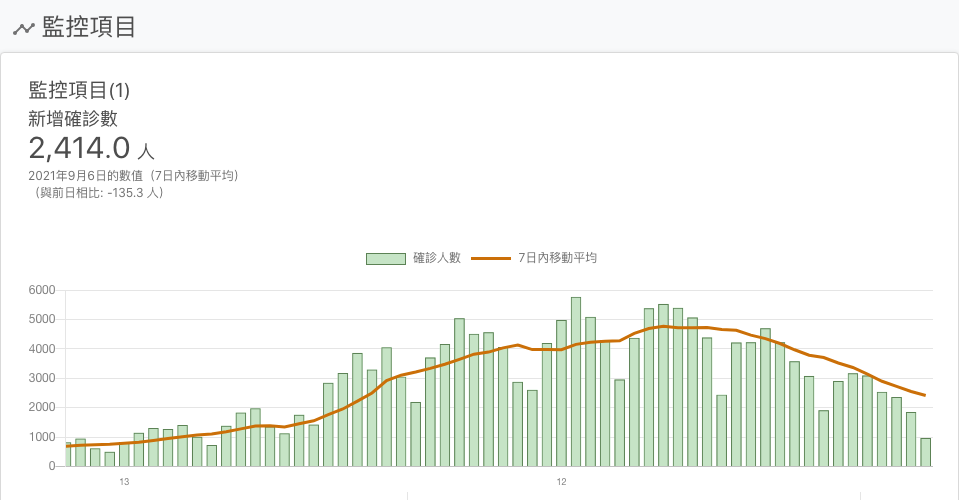 監控項目
監控項目(1)
新增確診數
2,414.0 人
2021年9月6日的數值（7日內移動平均）
（與前日相比: -135.3 人）
確診人數 7日內移動平均
6000
5000
4000
3000
2000
1000
0
13 12